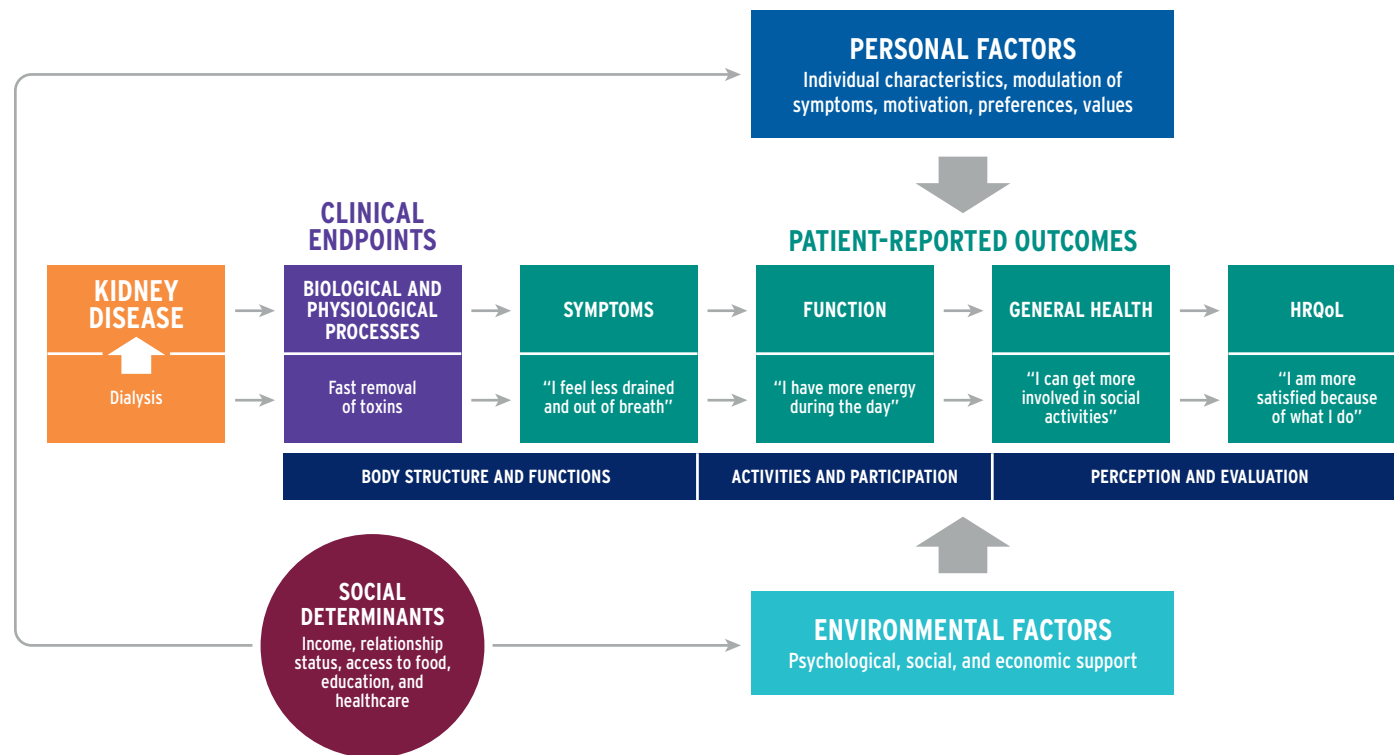 PERSONAL FACTORS
Individual characteristics, modulation of
symptoms, motivation, preferences, values
CLINICAL
ENDPOINTS
PATIENT-REPORTED OUTCOMES
KIDNEY
DISEASE
BIOLOGICAL AND
PHYSIOLOGICAL
PROCESSES
SYMPTOMS
FUNCTION
GENERAL HEALTH
HRQoL
Dialysis
Fast removal
of toxins
“I feel less drained
and out of breath”
“I have more energy
during the day”
“I can get more
involved in social
activities”
“I am more
satisfied because
of what I do”
BODY STRUCTURE AND FUNCTIONS
ACTIVITIES AND PARTICIPATION
PERCEPTION AND EVALUATION
SOCIAL
DETERMINANTS
Income, relationship
status, access to food,
education, and
healthcare
ENVIRONMENTAL FACTORS
Psychological, social, and economic support